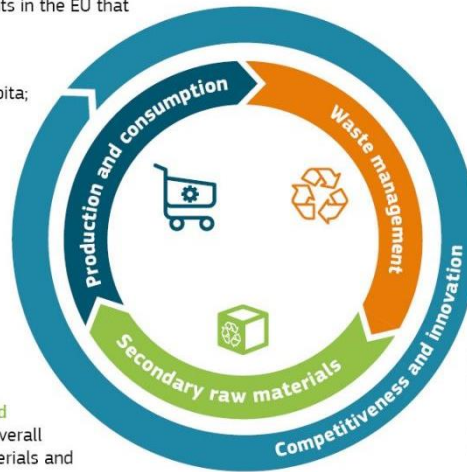 ts in the EU that
bita;
Production and consumption
Waste management
Secondary raw materials
Competitiveness and innovation
d
verall
erials and